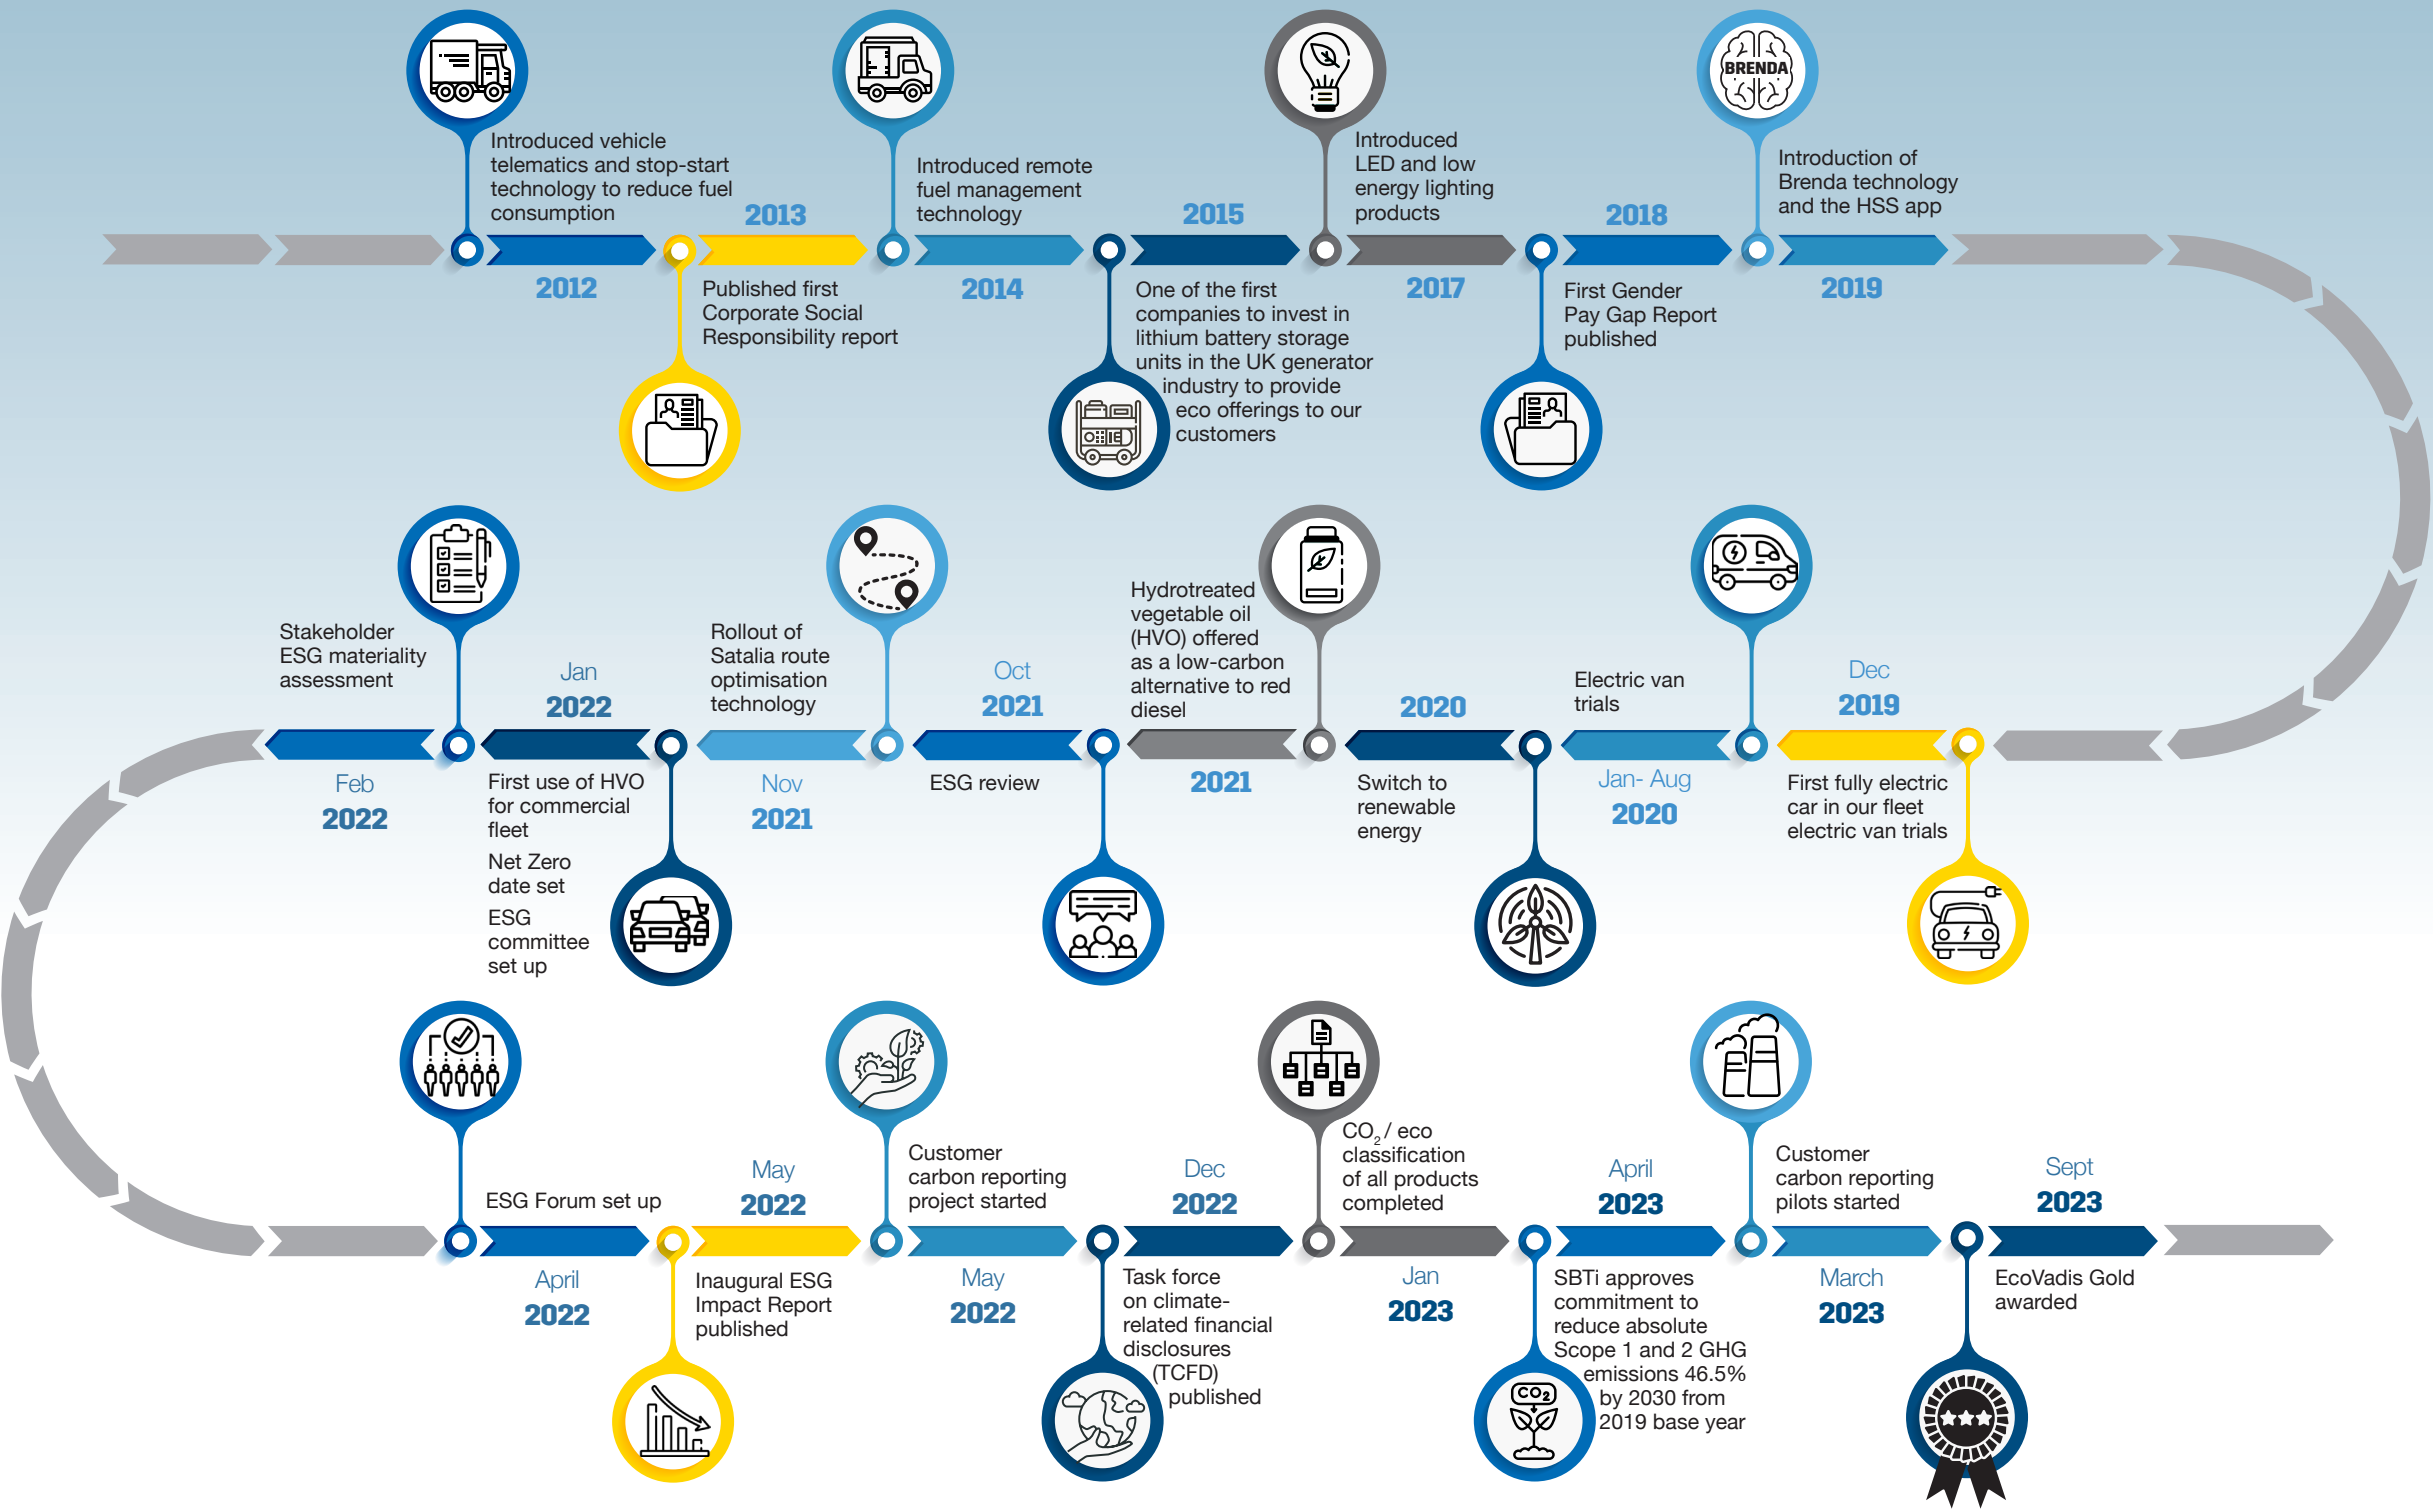 Introduced vehicle
telematics and stop-start
technology to reduce fuel
consumption
2012
2013
Published first
Corporate Social
Responsibility report
Introduced remote
fuel management
technology
2014
2015
One of the first
companies to invest in
lithium battery storage
units in the UK generator
industry to provide
eco offerings to our
customers
Introduced
LED and low
energy lighting
products
2017
2018
First Gender
Pay Gap Report
published
BRENDA
Introduction of
Brenda technology
and the HSS app
2019
Dec
2019
First fully electric
car in our fleet
electric van trials
Electric van
trials
Jan- Aug
2020
2020
Switch to
renewable
energy
Hydrotreated
vegetable oil
(HVO) offered
as a low-carbon
alternative to red
diesel
2021
Oct
2021
ESG review
Rollout of
Satalia route
optimisation
technology
Nov
2021
Jan
2022
First use of HVO
for commercial
fleet
Net Zero
date set
ESG
committee
set up
Stakeholder
ESG materiality
assessment
Feb
2022
ESG Forum set up
April
2022
May
2022
Inaugural ESG
Impact Report
published
Customer
carbon reporting
project started
May
2022
Dec
2022
Task force
on climate-
related financial
disclosures
(TCFD)
published
CO₂ / eco
classification
of all products
completed
Jan
2023
April
2023
SBTi approves
commitment to
reduce absolute
Scope 1 and 2 GHG
emissions 46.5%
by 2030 from
2019 base year
CO₂
Customer
carbon reporting
pilots started
March
2023
Sept
2023
EcoVadis Gold
awarded